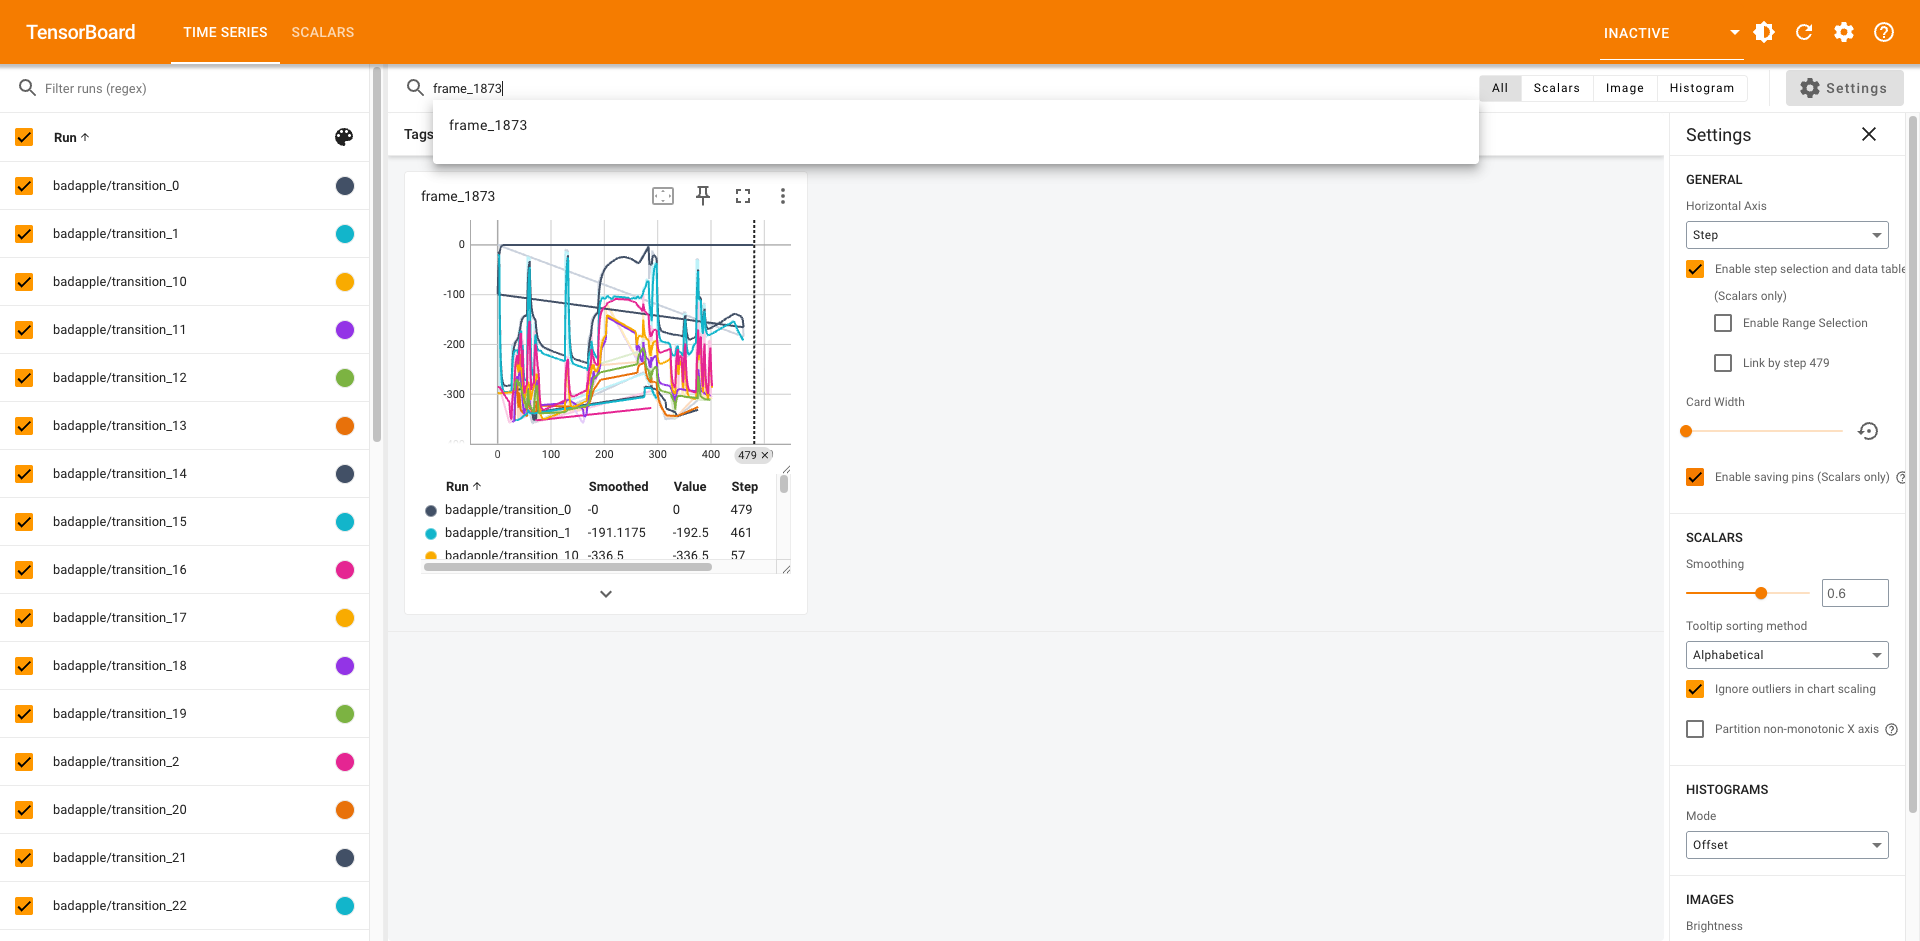 TensorBoard
TIME SERIES
SCALARS
INACTIVE
Filter runs (regex)
frame_1873
All
Scalars
Image
Histogram
Settings
frame_1873
Run
Tags
Settings
badapple/transition_0
badapple/transition_1
badapple/transition_10
badapple/transition_11
badapple/transition_12
badapple/transition_13
badapple/transition_14
badapple/transition_15
badapple/transition_16
badapple/transition_17
badapple/transition_18
badapple/transition_19
badapple/transition_2
badapple/transition_20
badapple/transition_21
badapple/transition_22
frame_1873
0
-100
-200
-300
0 100 200 300 400 479
Run Smoothed Value Step
badapple/transition_0 -0 0 479
badapple/transition_1 -191.1175 -192.5 461
badapple/transition_10 -336.5 -336.5 57
GENERAL
Horizontal Axis
Step
Enable step selection and data table
(Scalars only)
Enable Range Selection
Link by step 479
Card Width
Enable saving pins (Scalars only)
SCALARS
Smoothing
0.6
Tooltip sorting method
Alphabetical
Ignore outliers in chart scaling
Partition non-monotonic X axis
HISTOGRAMS
Mode
Offset
IMAGES
Brightness